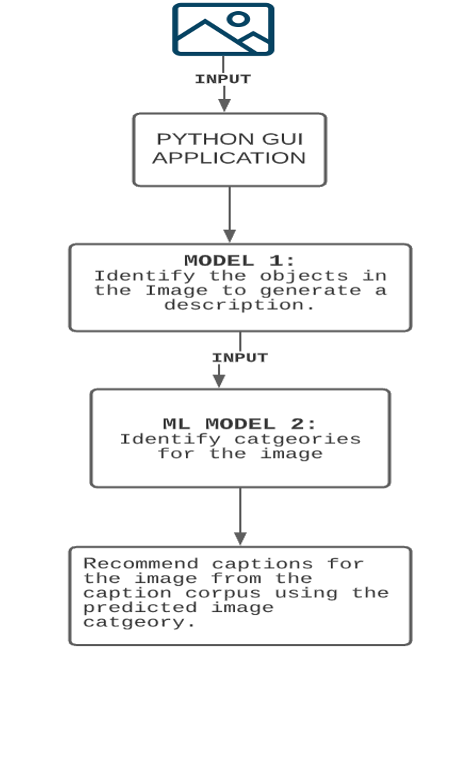 INPUT
PYTHON GUI
APPLICATION
MODEL 1:
Identify the objects in
the Image to generate a
description.
INPUT
ML MODEL 2:
Identify catgeories
for the image
Recommend captions for
the image from the
caption corpus using the
predicted image
catgeory.